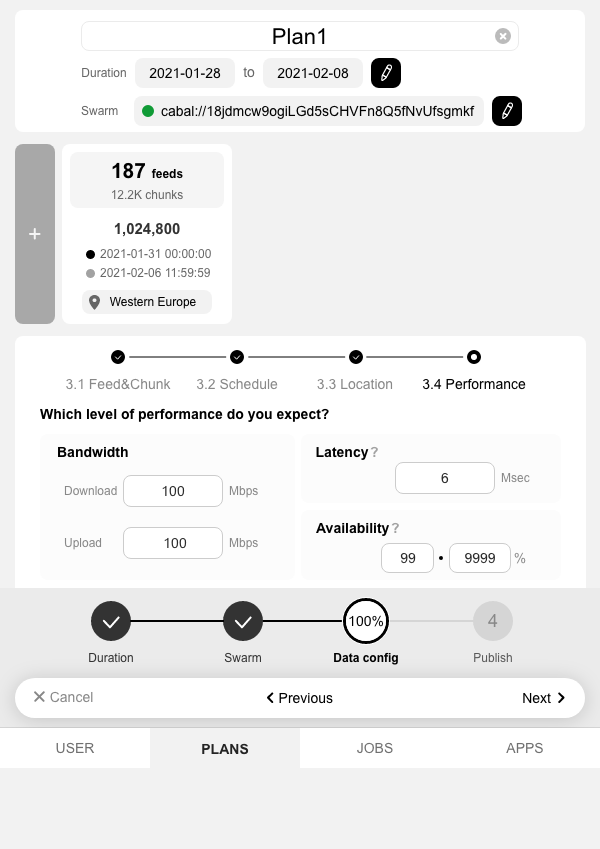 Plan1
Duration 2021-01-28 to 2021-02-08
Swarm cabal://18jdmcw9ogiLGd5sCHVFn8Q5fNvUfsgmkf
+
187 feeds
12.2K chunks
1,024,800
2021-01-31 00:00:00
2021-02-06 11:59:59
Western Europe
3.1 Feed&Chunk 3.2 Schedule 3.3 Location 3.4 Performance
Which level of performance do you expect?
Bandwidth
Download 100 Mbps
Upload 100 Mbps
Latency ?
6 Msec
Availability ?
99 • 9999 %
100% 4
Duration Swarm Data config Publish
Cancel Previous Next
USER PLANS JOBS APPS